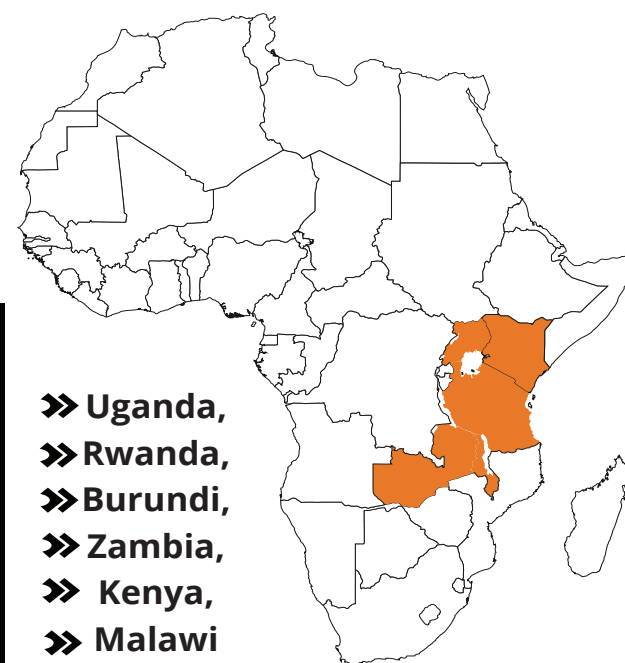 Uganda,
Rwanda,
Burundi,
Zambia,
Kenya,
Malawi